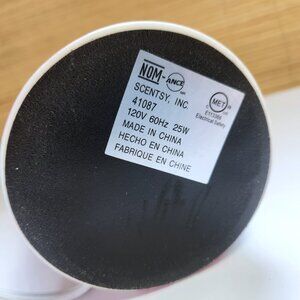 NOM-ANCE
SCENTSY, INC.
41087
120V 60Hz 25W
MADE IN CHINA
HECHO EN CHINA
FABRIQUE EN CHINE
MET
E113366
Electrical Safety